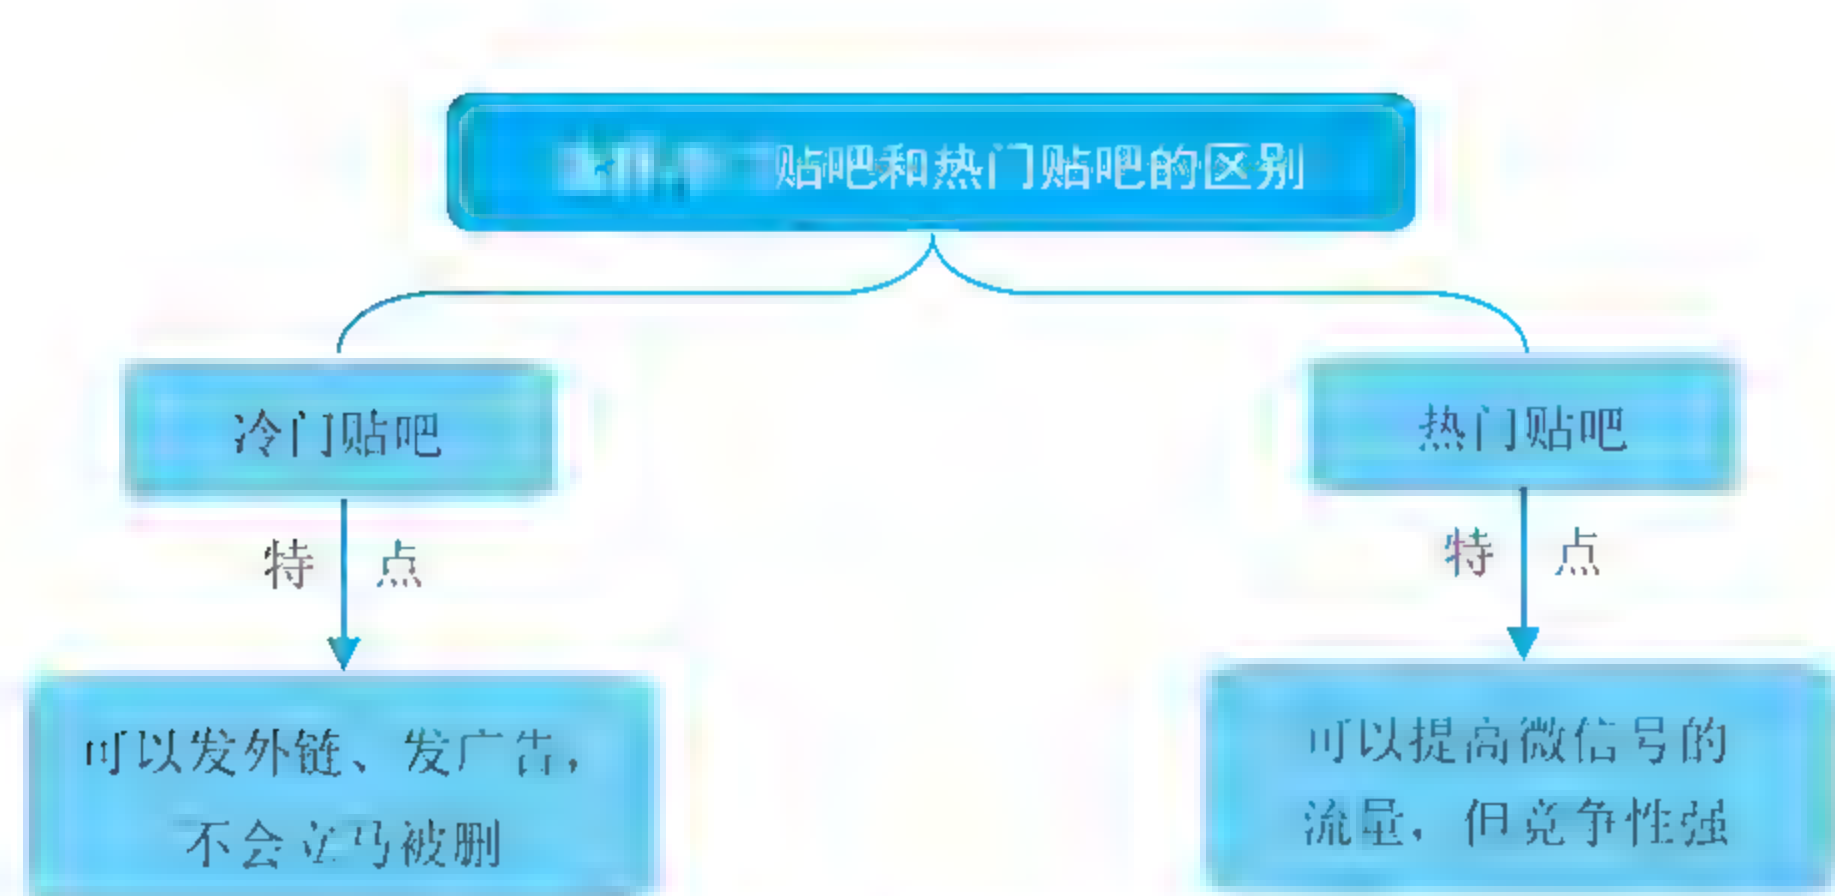 贴吧和热门贴吧的区别
冷门贴吧
热门贴吧
特 点
特 点
可以发外链、发广告，
不会立马被删
可以提高微信号的
流量，但竞争性强